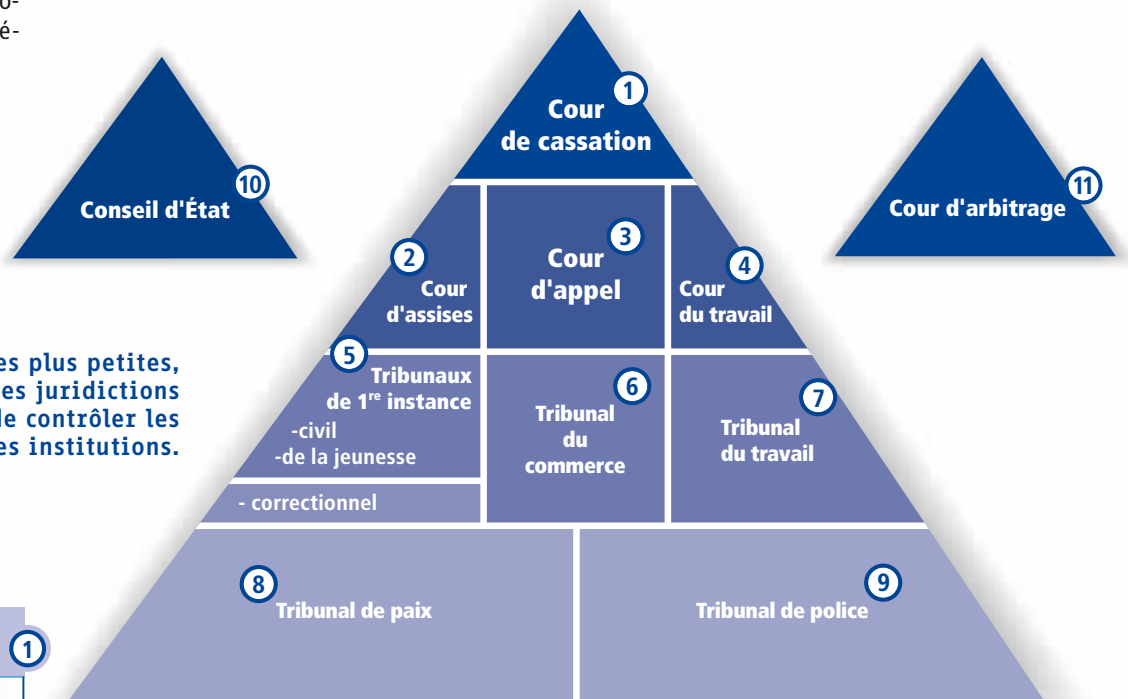 o-
é-
1
Cour
de cassation
10
Conseil d'État
11
Cour d'arbitrage
2
Cour
d'assises
3
Cour
d'appel
4
Cour
du travail
es plus petites,
es juridictions
de contrôler les
es institutions.
5
Tribunaux
de 1re instance
-civil
-de la jeunesse
- correctionnel
6
Tribunal
du
commerce
7
Tribunal
du travail
8
Tribunal de paix
9
Tribunal de police
1